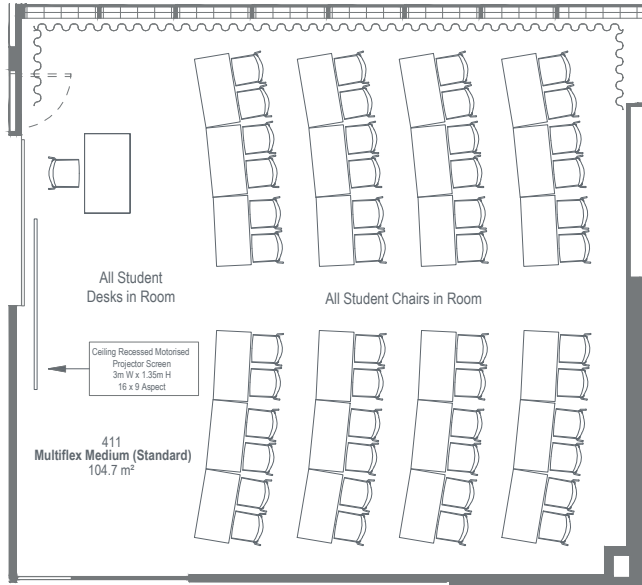 All Student
Desks in Room
All Student Chairs in Room
Ceiling Recessed Motorised
Projector Screen
3m W x 1.35m H
16 x 9 Aspect
411
Multiflex Medium (Standard)
104.7 m²